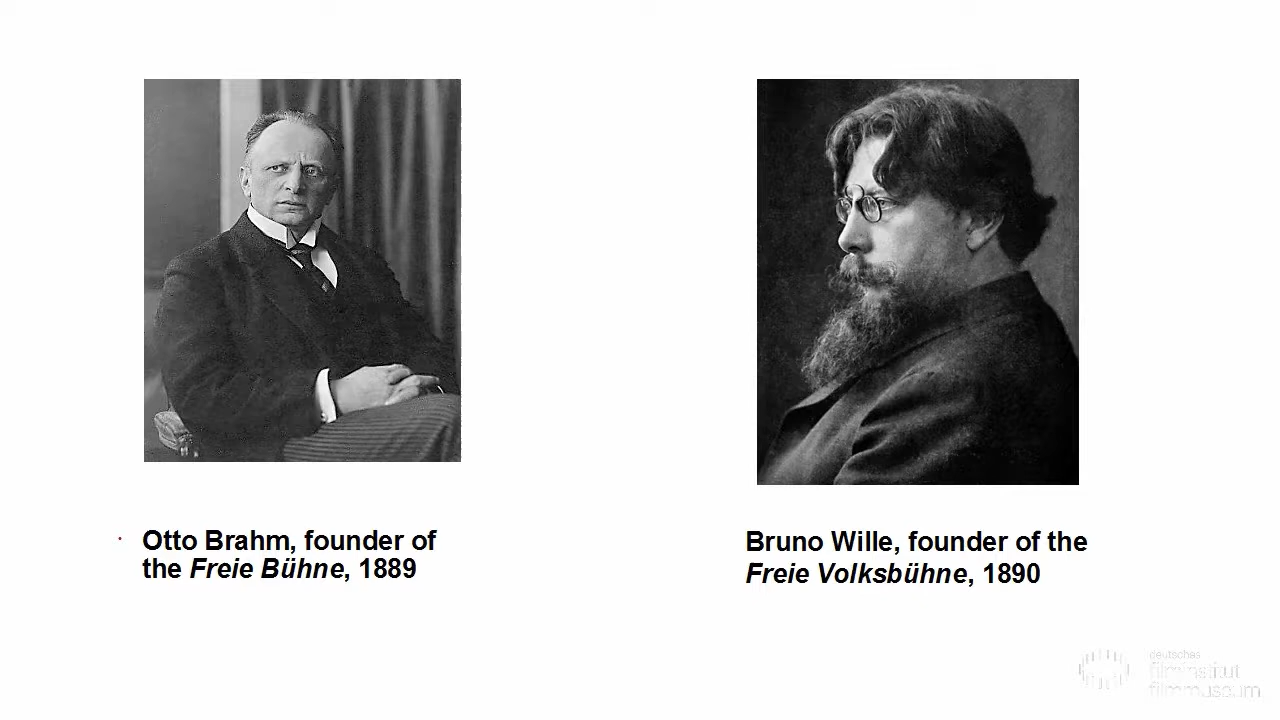 Otto Brahm, founder of
the Freie Bühne, 1889
Bruno Wille, founder of the
Freie Volksbühne, 1890
deutsches
filminstitut
filmmuseum